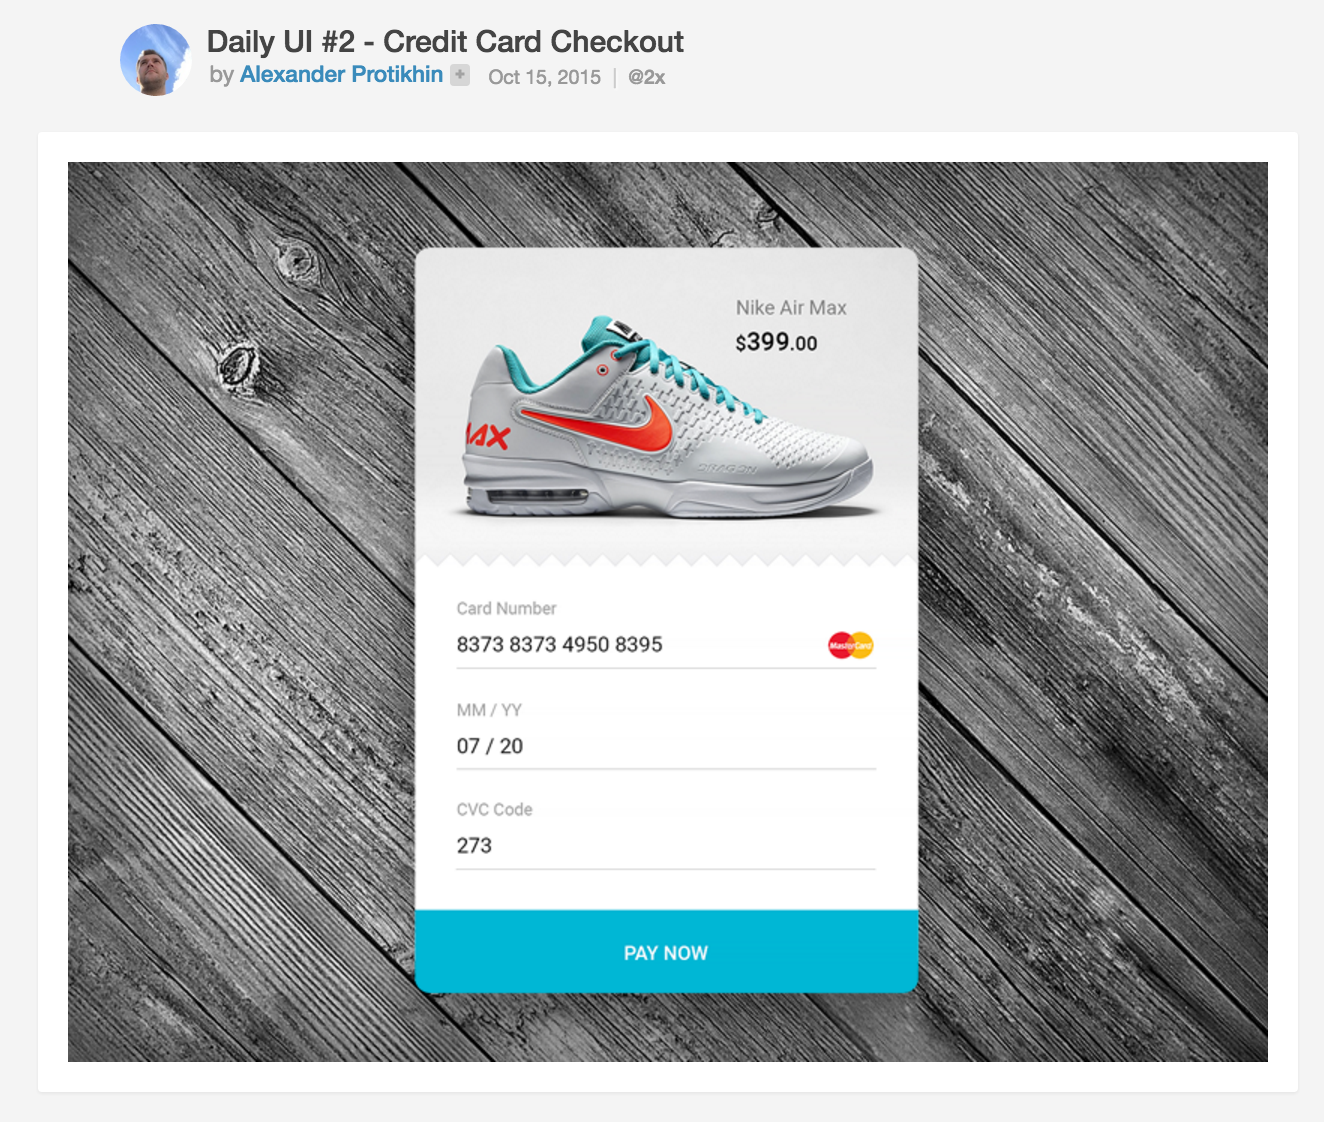 Daily UI #2 - Credit Card Checkout
by Alexander Protikhin + Oct 15, 2015 | @2x
Nike Air Max
$399.00
MAX
DRAGON
Card Number
8373 8373 4950 8395
MasterCard
MM / YY
07 / 20
CVC Code
273
PAY NOW